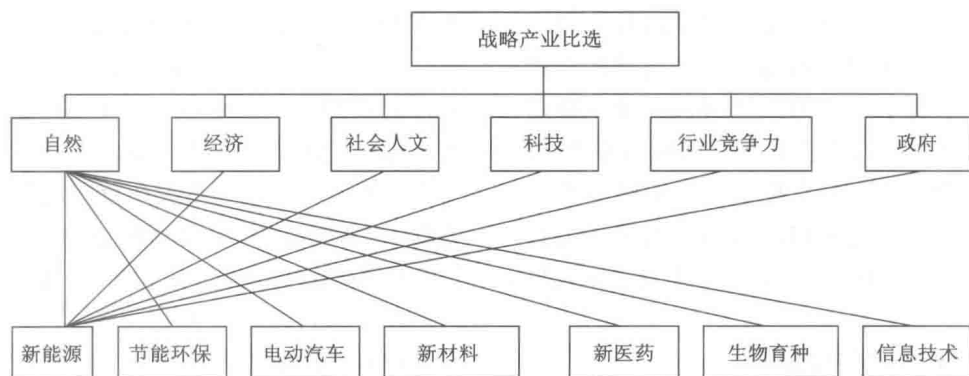 战略产业比选
自然 经济 社会人文 科技 行业竞争力 政府
新能源 节能环保 电动汽车 新材料 新医药 生物育种 信息技术